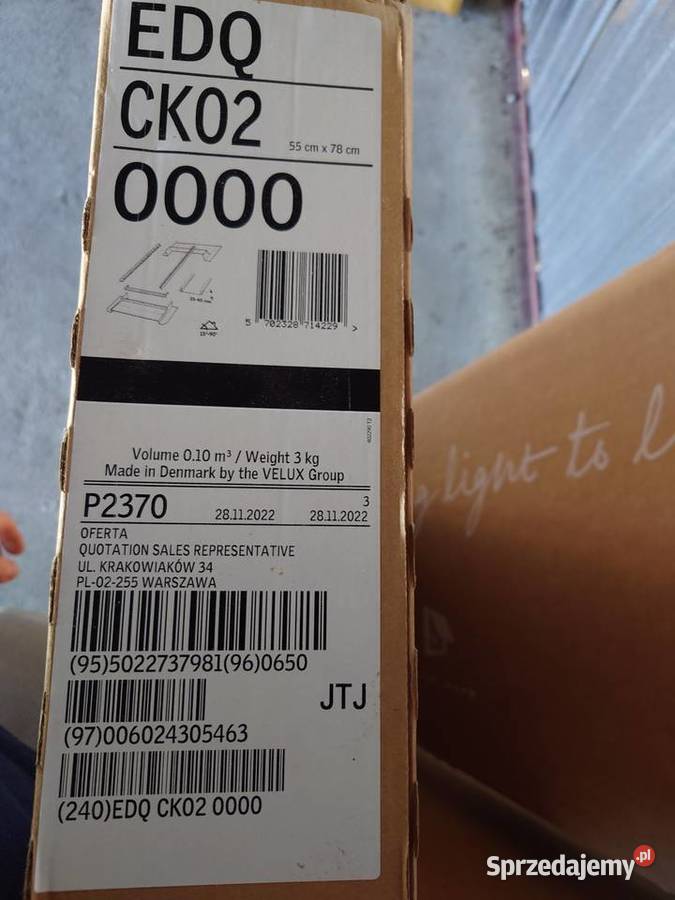 EDQ
CK02
55 cm x 78 cm
0000
15°-90°
5 702328 714229 >
Volume 0.10 m³ / Weight 3 kg
Made in Denmark by the VELUX Group
3
P2370 28.11.2022 28.11.2022
OFERTA
QUOTATION SALES REPRESENTATIVE
UL. KRAKOWIAKÓW 34
PL-02-255 WARSZAWA
(95)5022737981(96)0650
JTJ
(97)006024305463
(240)EDQ CK02 0000
light to l
Sprzedajemy.pl